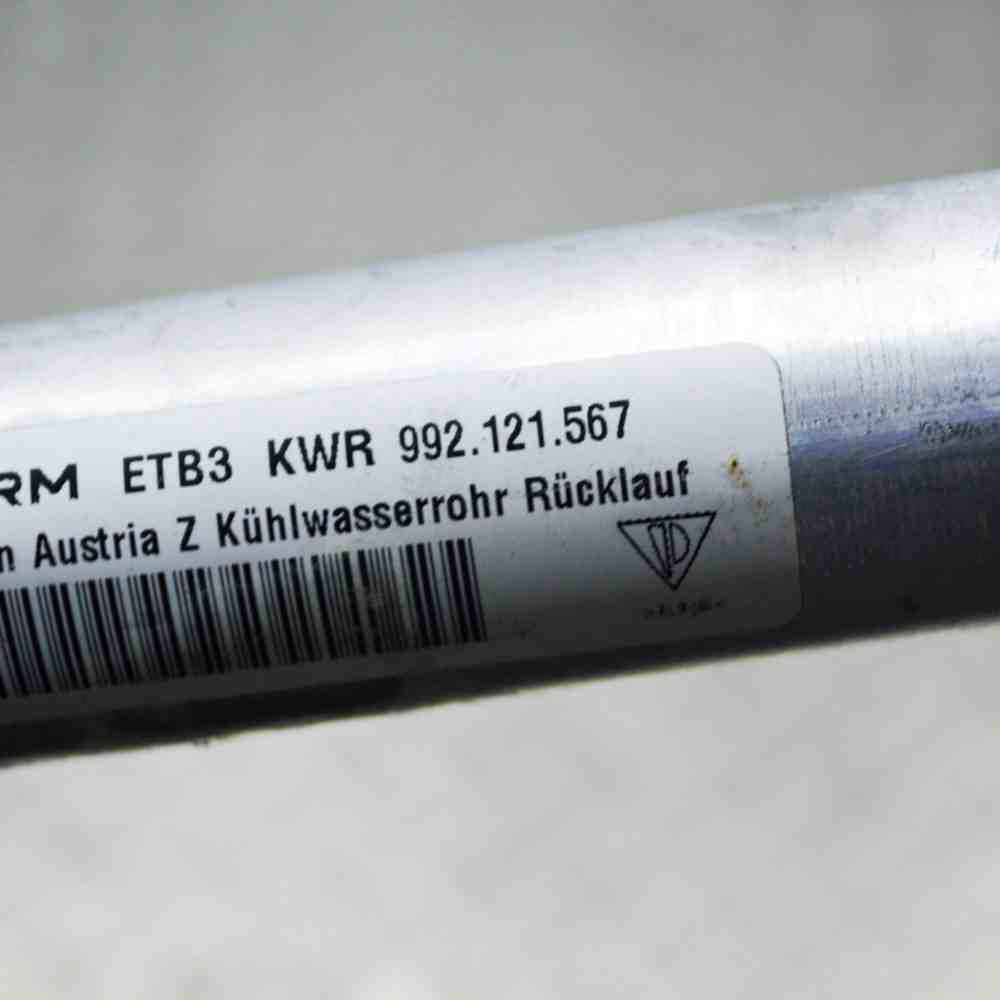 RM ETB3 KWR 992.121.567
n Austria Z Kühlwasserrohr Rücklauf